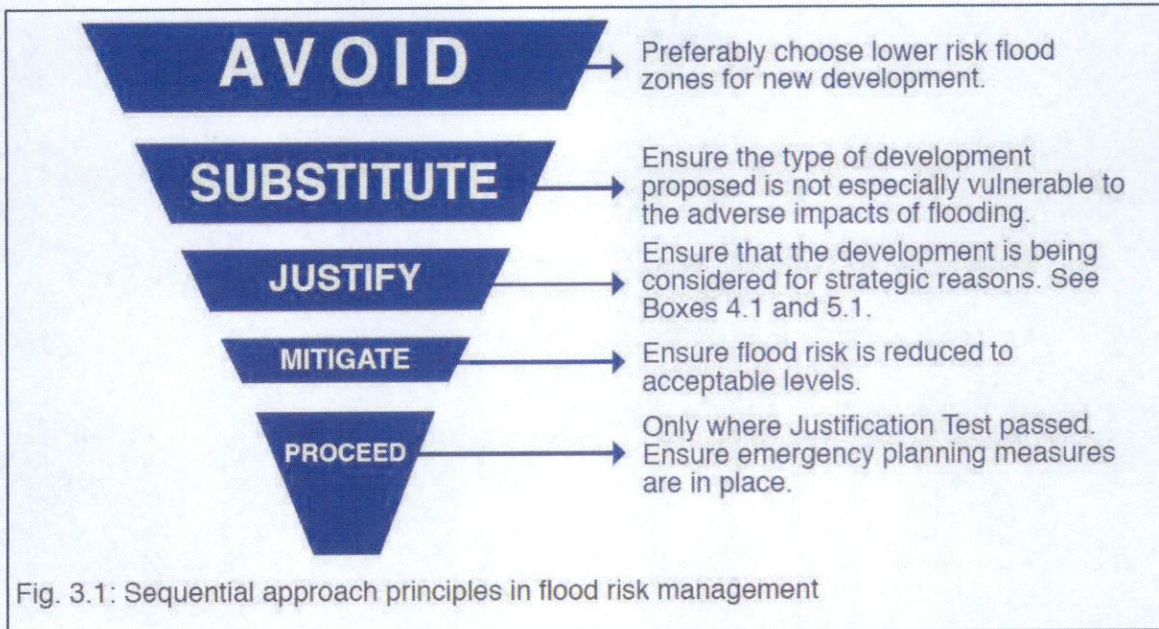 AVOID
Preferably choose lower risk flood
zones for new development.
SUBSTITUTE
Ensure the type of development
proposed is not especially vulnerable to
the adverse impacts of flooding.
JUSTIFY
Ensure that the development is being
considered for strategic reasons. See
Boxes 4.1 and 5.1.
MITIGATE
Ensure flood risk is reduced to
acceptable levels.
PROCEED
Only where Justification Test passed.
Ensure emergency planning measures
are in place.
Fig. 3.1: Sequential approach principles in flood risk management